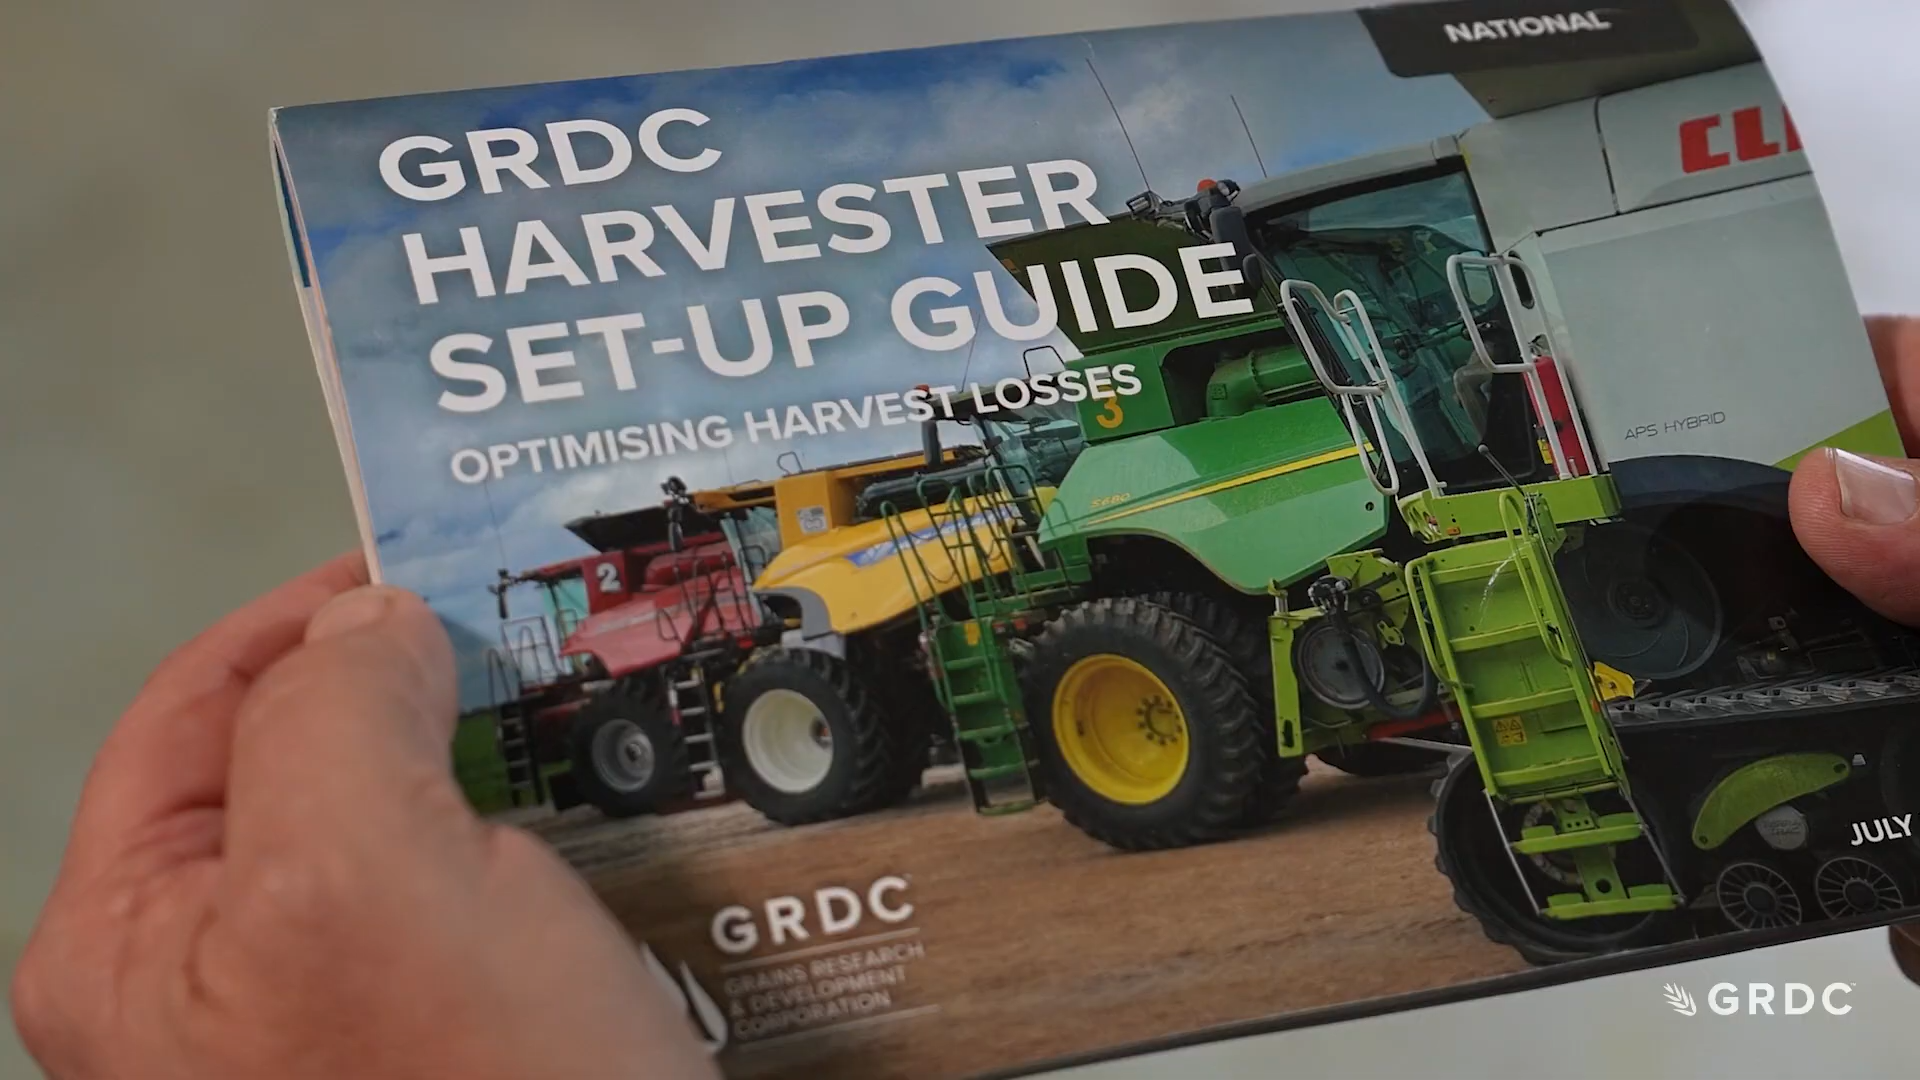 NATIONAL
GRDC
HARVESTER
SET-UP GUIDE
OPTIMISING HARVEST LOSSES
3
S680
2
APS HYBRID
JULY
GRDC
GRAINS RESEARCH
& DEVELOPMENT
CORPORATION
GRDC